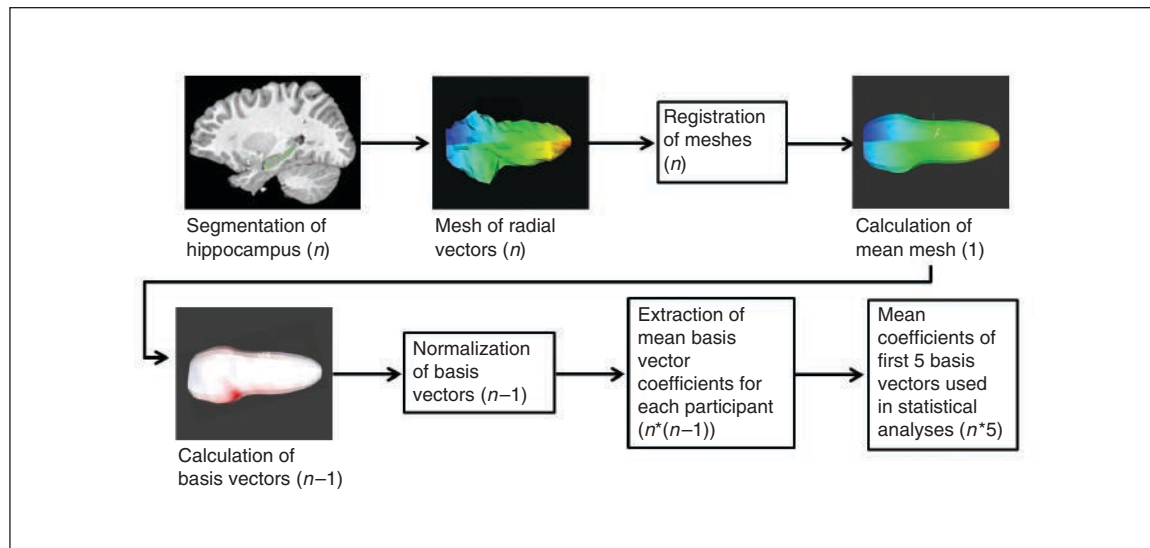 Segmentation of
hippocampus (n)
Mesh of radial
vectors (n)
Registration
of meshes
(n)
Calculation of
mean mesh (1)
Calculation of
basis vectors (n–1)
Normalization
of basis
vectors (n–1)
Extraction of
mean basis
vector
coefficients for
each participant
(n*(n–1))
Mean
coefficients of
first 5 basis
vectors used
in statistical
analyses (n*5)